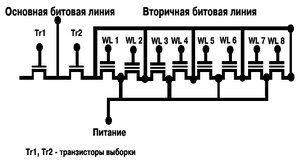 Основная битовая линия
Вторичная битовая линия
Tr1 Tr2 WL 1 WL 2 WL 3 WL 4 WL 5 WL 6 WL 7 WL 8
Питание
Tr1, Tr2 - транзисторы выборки